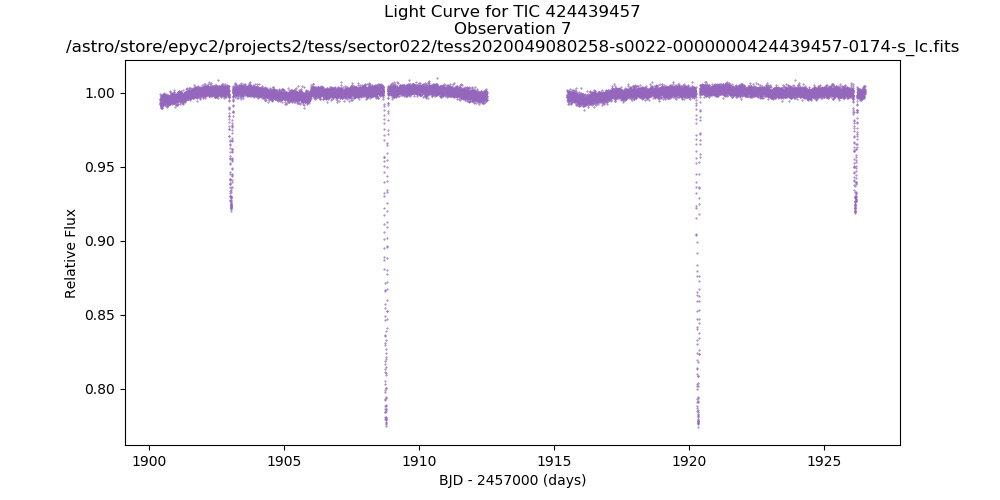 Light Curve for TIC 424439457
Observation 7
/astro/store/epyc2/projects2/tess/sector022/tess2020049080258-s0022-0000000424439457-0174-s_lc.fits
1.00
0.95
0.90
0.85
0.80
Relative Flux
1900
1905
1910
1915
1920
1925
BJD - 2457000 (days)